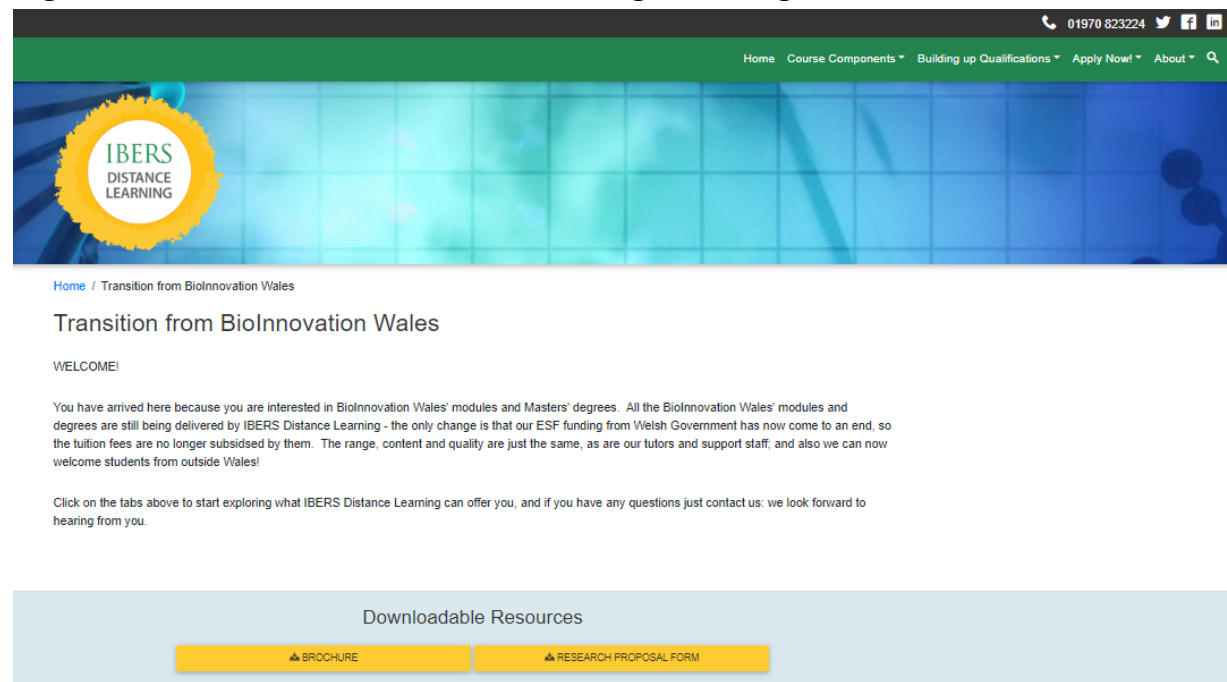 01970 823224
Home Course Components Building up Qualifications Apply Now! About
IBERS
DISTANCE
LEARNING
Home / Transition from BioInnovation Wales
Transition from BioInnovation Wales
WELCOME!
You have arrived here because you are interested in BioInnovation Wales' modules and Masters' degrees. All the BioInnovation Wales' modules and
degrees are still being delivered by IBERS Distance Learning - the only change is that our ESF funding from Welsh Government has now come to an end, so
the tuition fees are no longer subsidsed by them. The range, content and quality are just the same, as are our tutors and support staff; and also we can now
welcome students from outside Wales!
Click on the tabs above to start exploring what IBERS Distance Learning can offer you, and if you have any questions just contact us: we look forward to
hearing from you.
Downloadable Resources
BROCHURE
RESEARCH PROPOSAL FORM